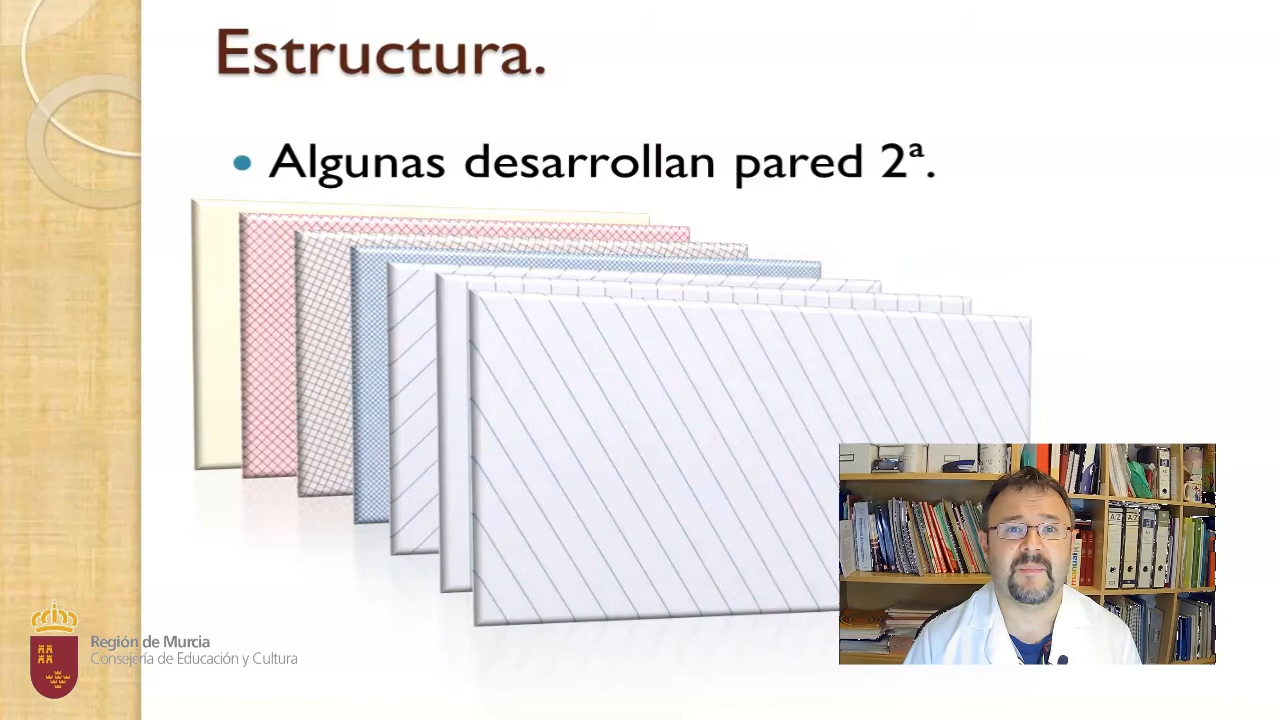 Estructura.
• Algunas desarrollan pared 2ª.
Región de Murcia
Consejería de Educación y Cultura
A/Z